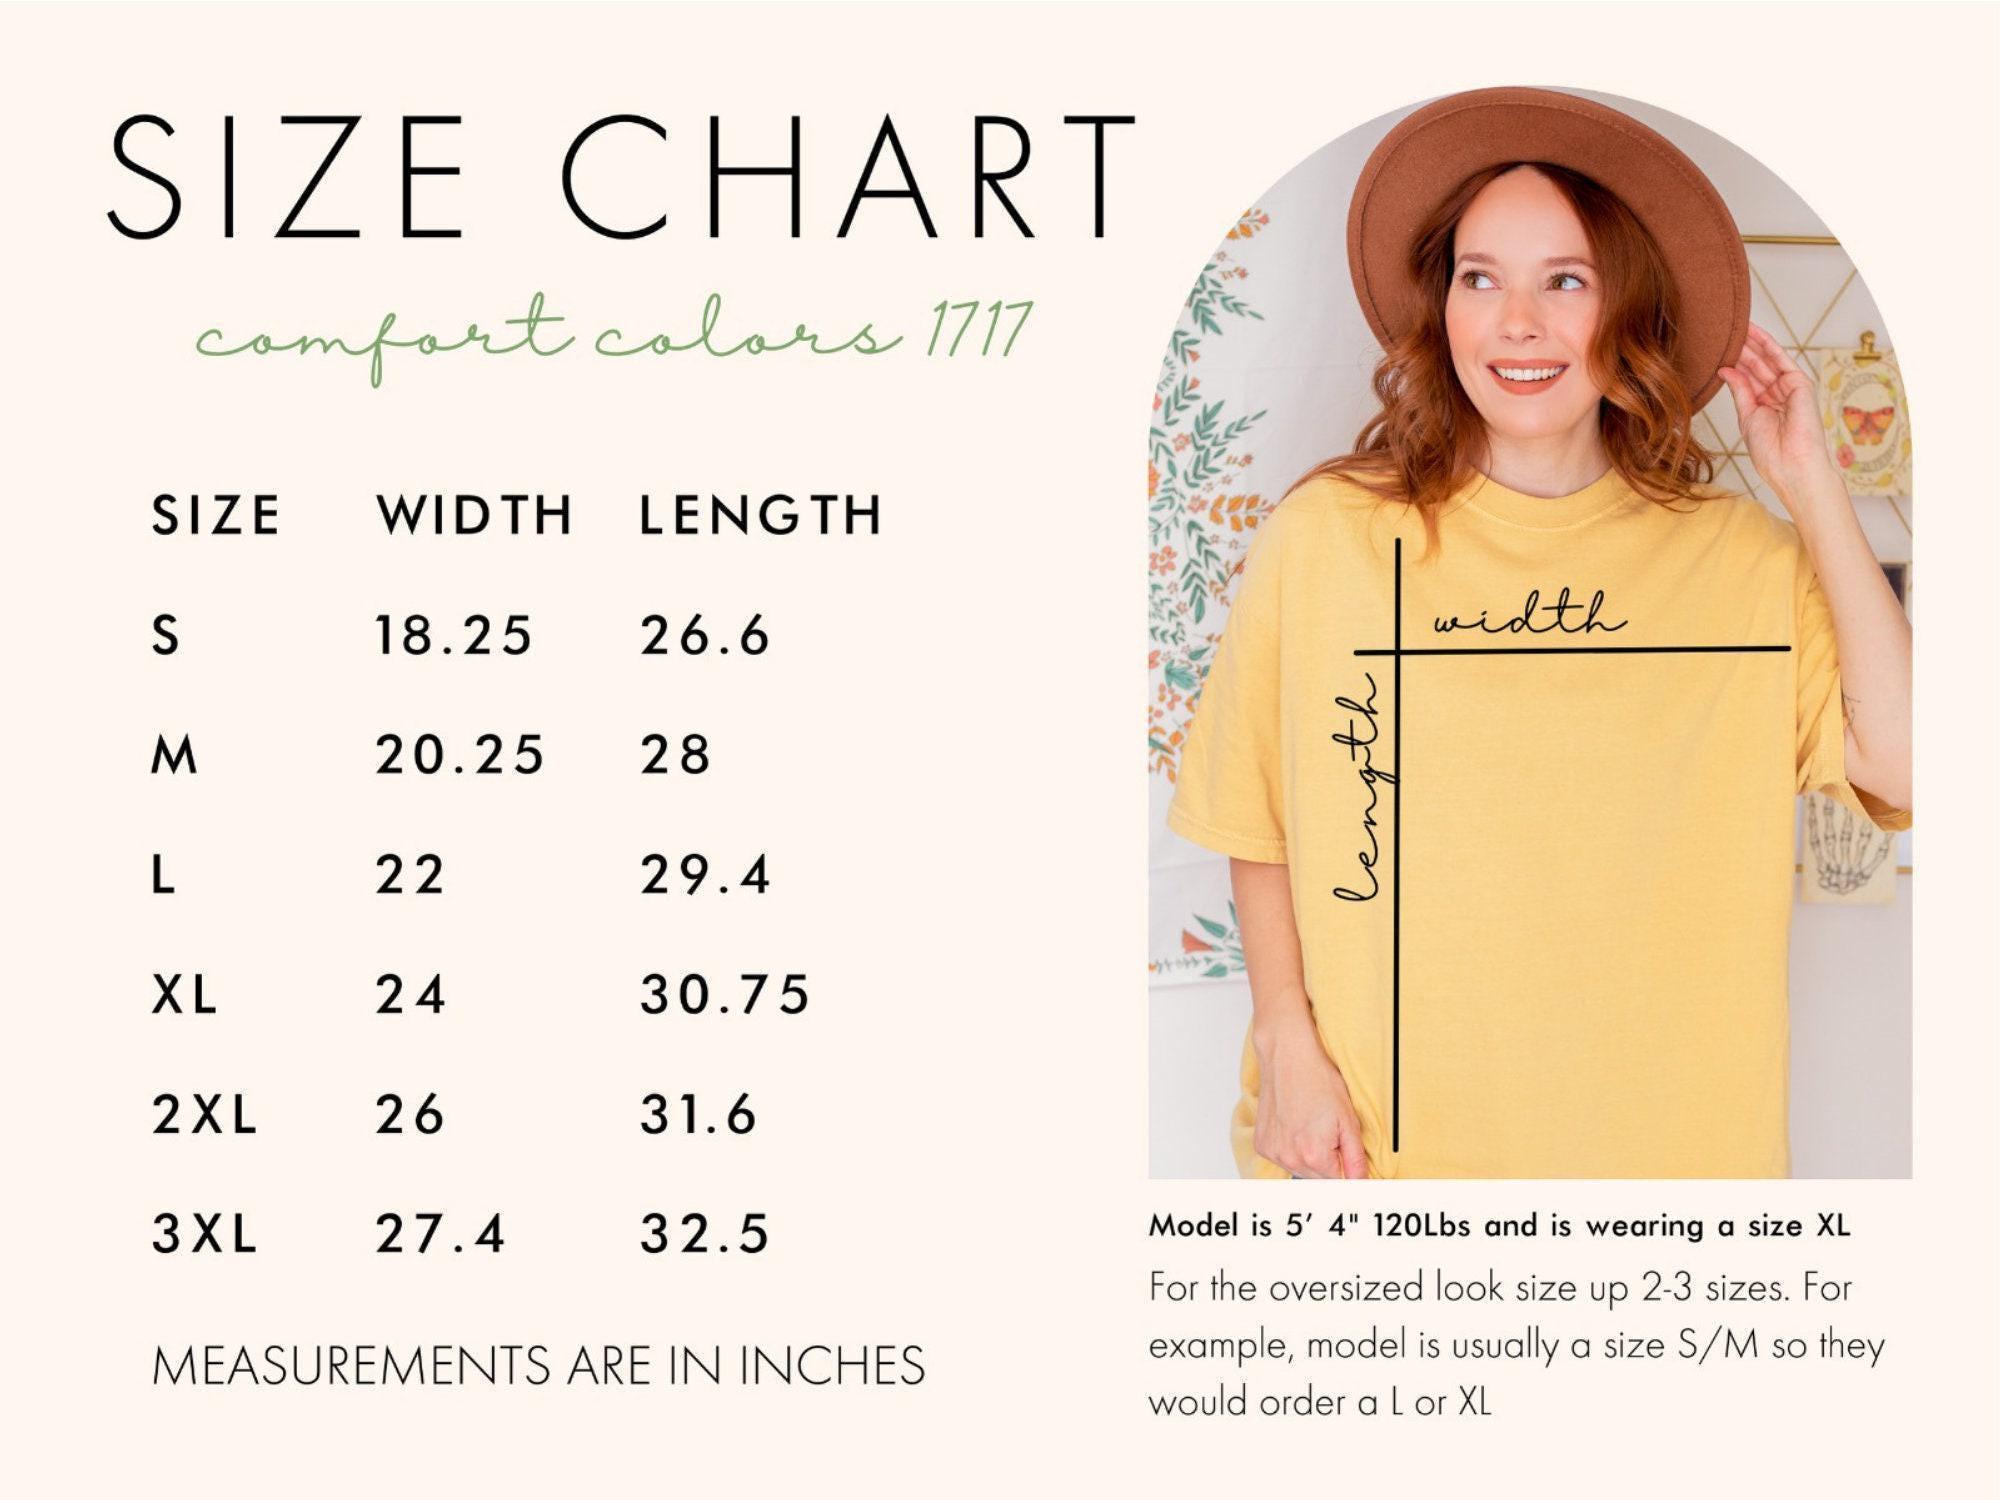 SIZE CHART
comfort colors 1717
SIZE WIDTH LENGTH
S 18.25 26.6
M 20.25 28
L 22 29.4
XL 24 30.75
2XL 26 31.6
3XL 27.4 32.5
MEASUREMENTS ARE IN INCHES
width
length
Model is 5’ 4" 120Lbs and is wearing a size XL
For the oversized look size up 2-3 sizes. For
example, model is usually a size S/M so they
would order a L or XL